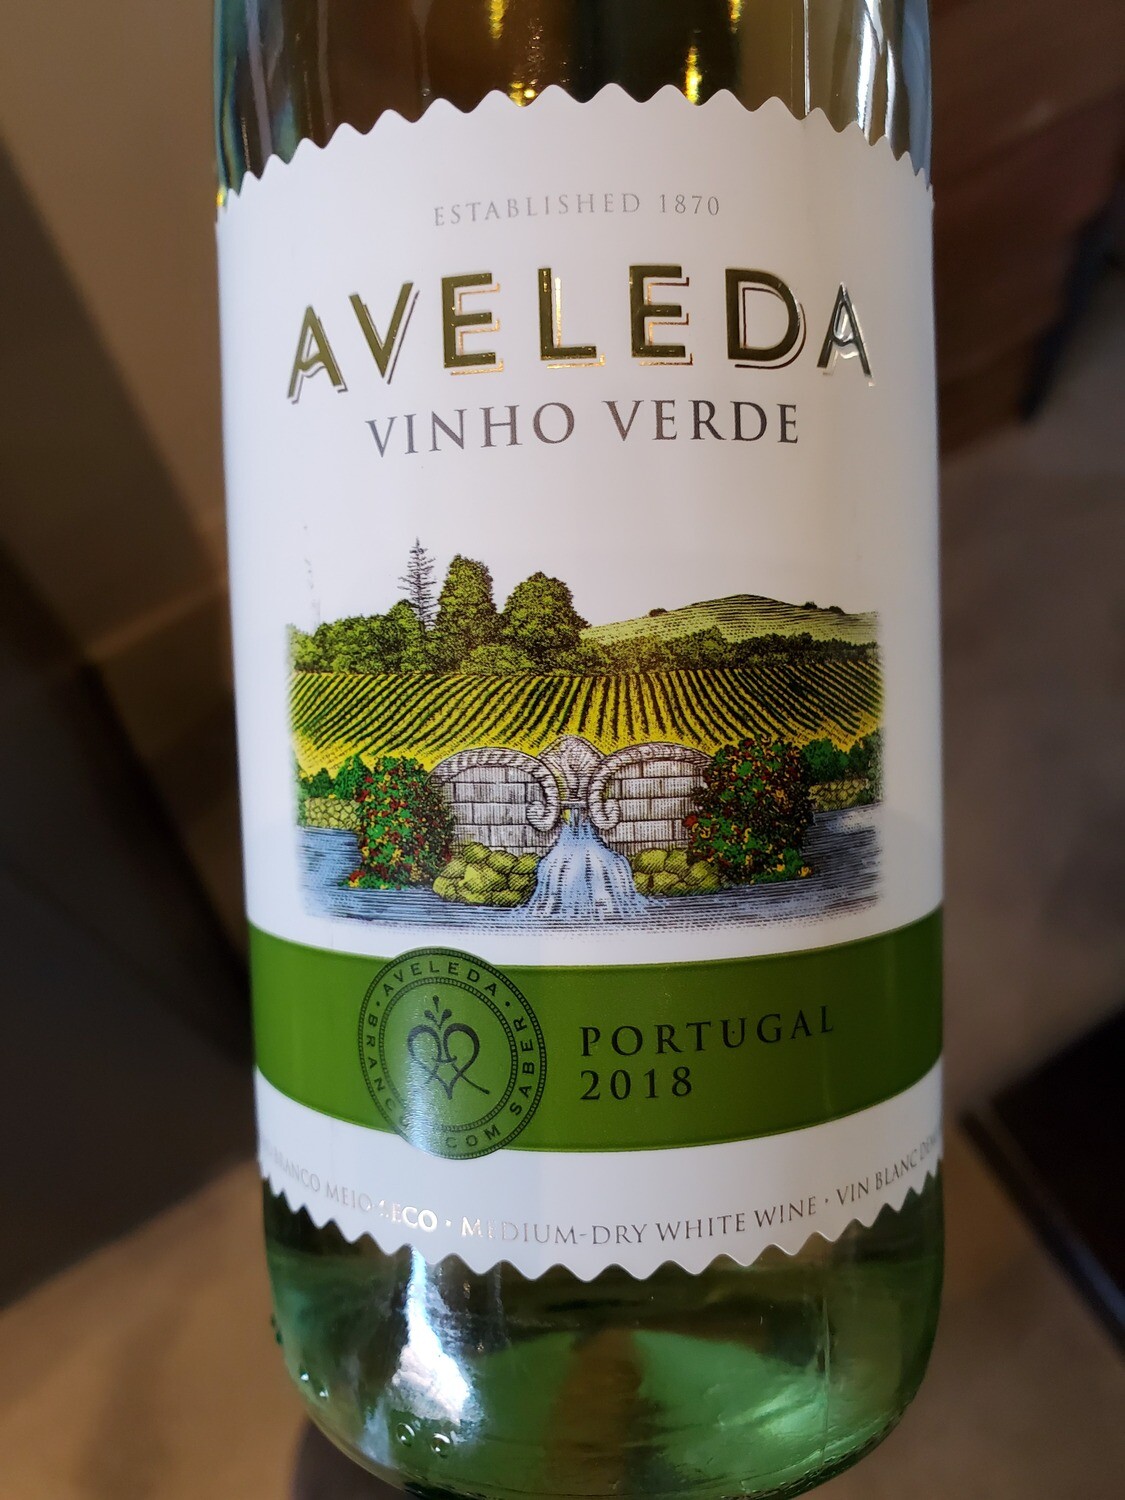 ESTABLISHED 1870
AVELEDA
VINHO VERDE
· AVELEDA · SABER COM
PORTUGAL
2018
BRANCO MEIO SECO · MEDIUM-DRY WHITE WINE · VIN BLANC